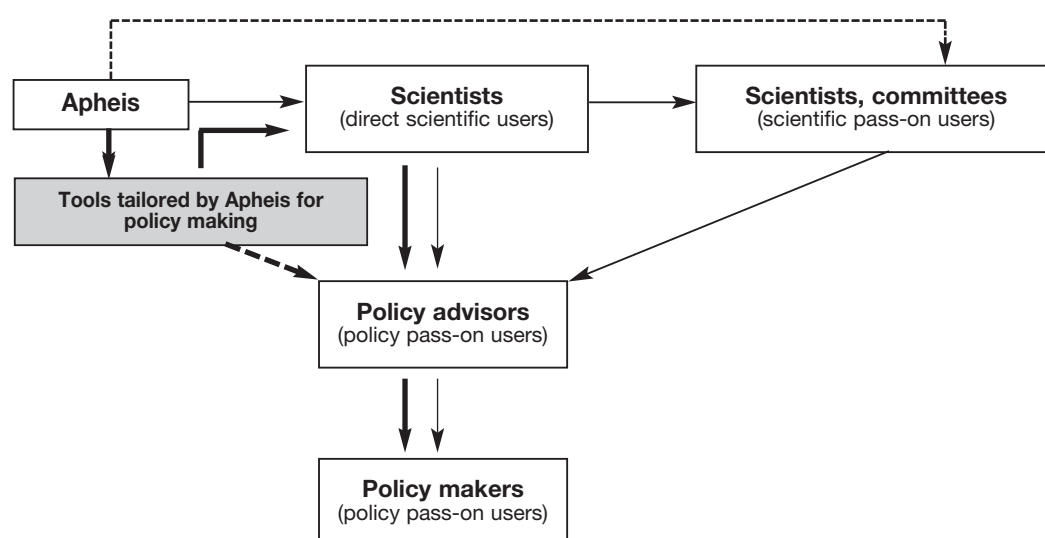 Apheis
Scientists
(direct scientific users)
Scientists, committees
(scientific pass-on users)
Tools tailored by Apheis for
policy making
Policy advisors
(policy pass-on users)
Policy makers
(policy pass-on users)